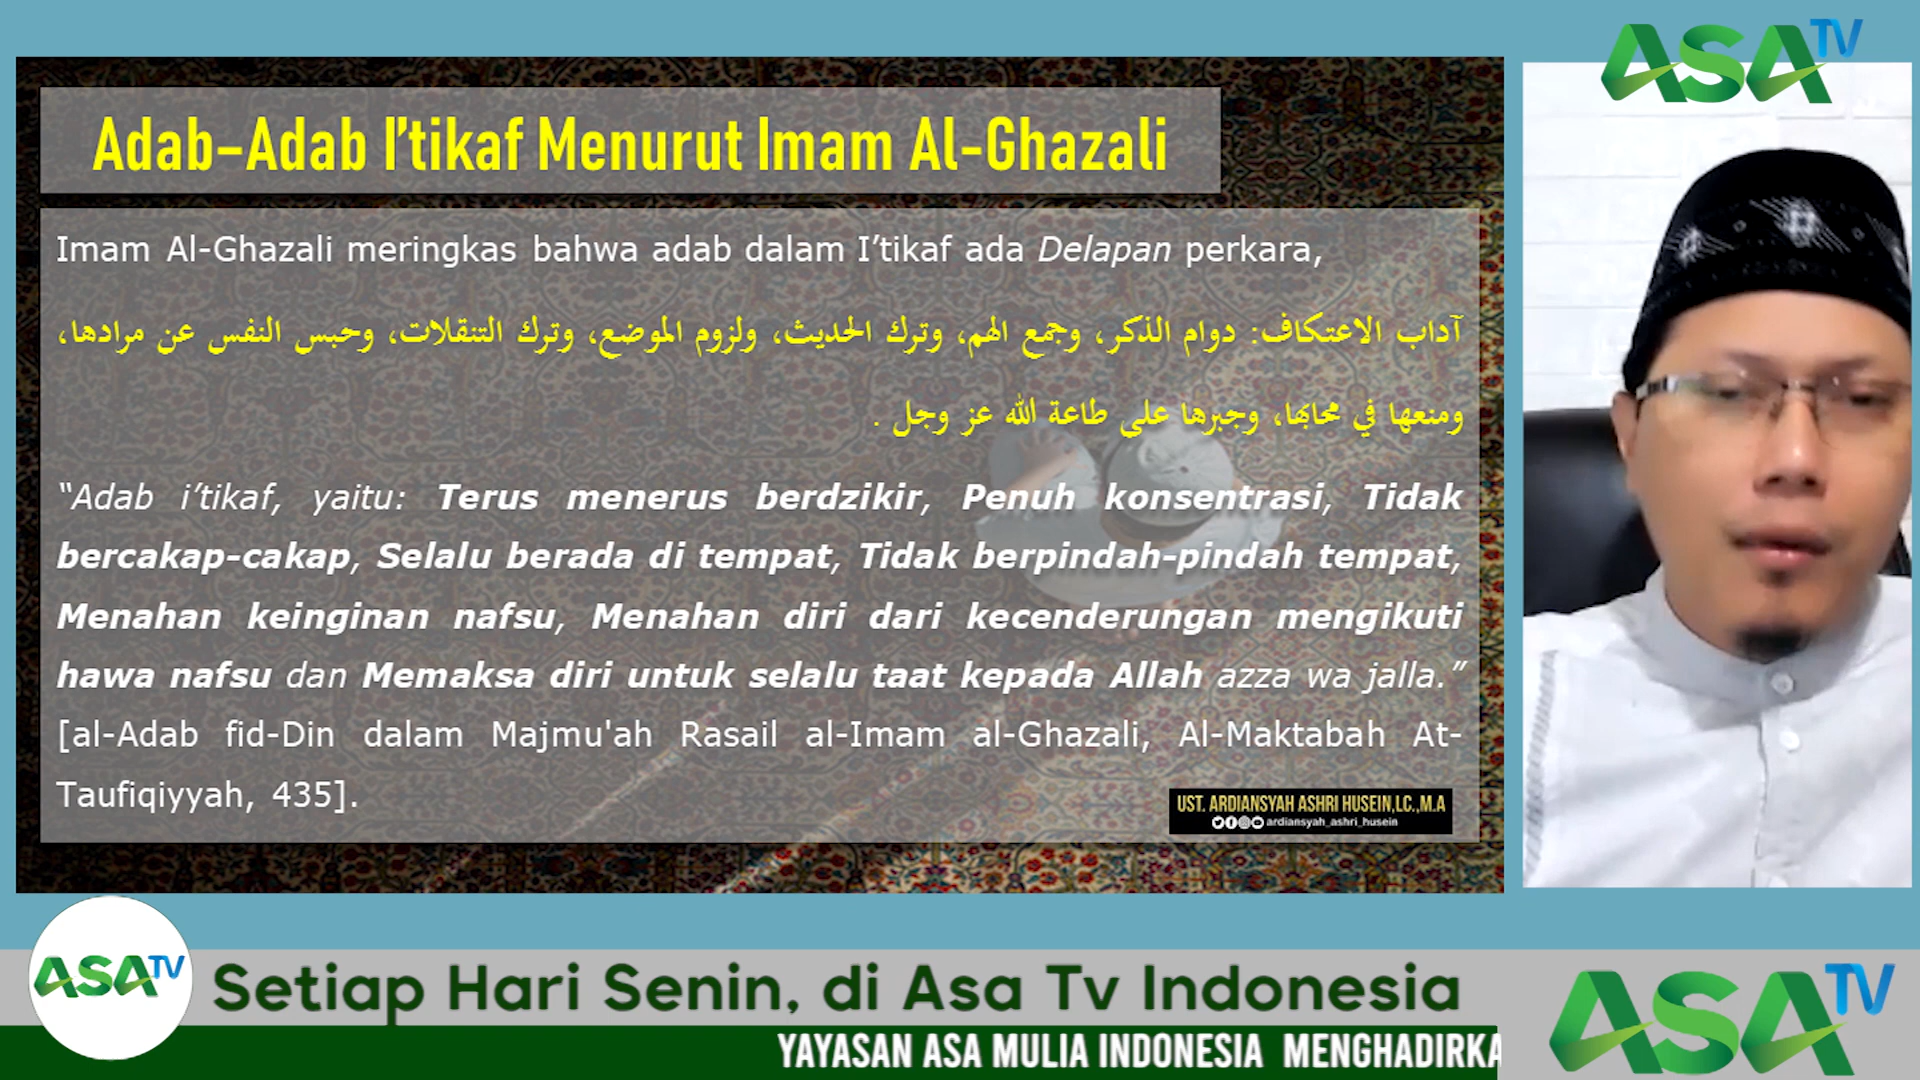 ASA TV
Adab-Adab I'tikaf Menurut Imam Al-Ghazali
Imam Al-Ghazali meringkas bahwa adab dalam I’tikaf ada Delapan perkara,
آداب الاعتكاف: دوام الذكر، وجمع الهم، وترك الحديث، ولزوم الموضع، وترك التنقلات، وحبس النفس عن مرادها،
ومنعها في محابها، وجبرها على طاعة الله عز وجل .
“Adab i’tikaf, yaitu: Terus menerus berdzikir, Penuh konsentrasi, Tidak
bercakap-cakap, Selalu berada di tempat, Tidak berpindah-pindah tempat,
Menahan keinginan nafsu, Menahan diri dari kecenderungan mengikuti
hawa nafsu dan Memaksa diri untuk selalu taat kepada Allah azza wa jalla.”
[al-Adab fid-Din dalam Majmu'ah Rasail al-Imam al-Ghazali, Al-Maktabah At-
Taufiqiyyah, 435].
UST. ARDIANSYAH ASHRI HUSEIN,LC.,M.A
ardiansyah_ashri_husein
ASA TV
Setiap Hari Senin, di Asa Tv Indonesia
YAYASAN ASA MULIA INDONESIA MENGHADIRKA
ASA TV